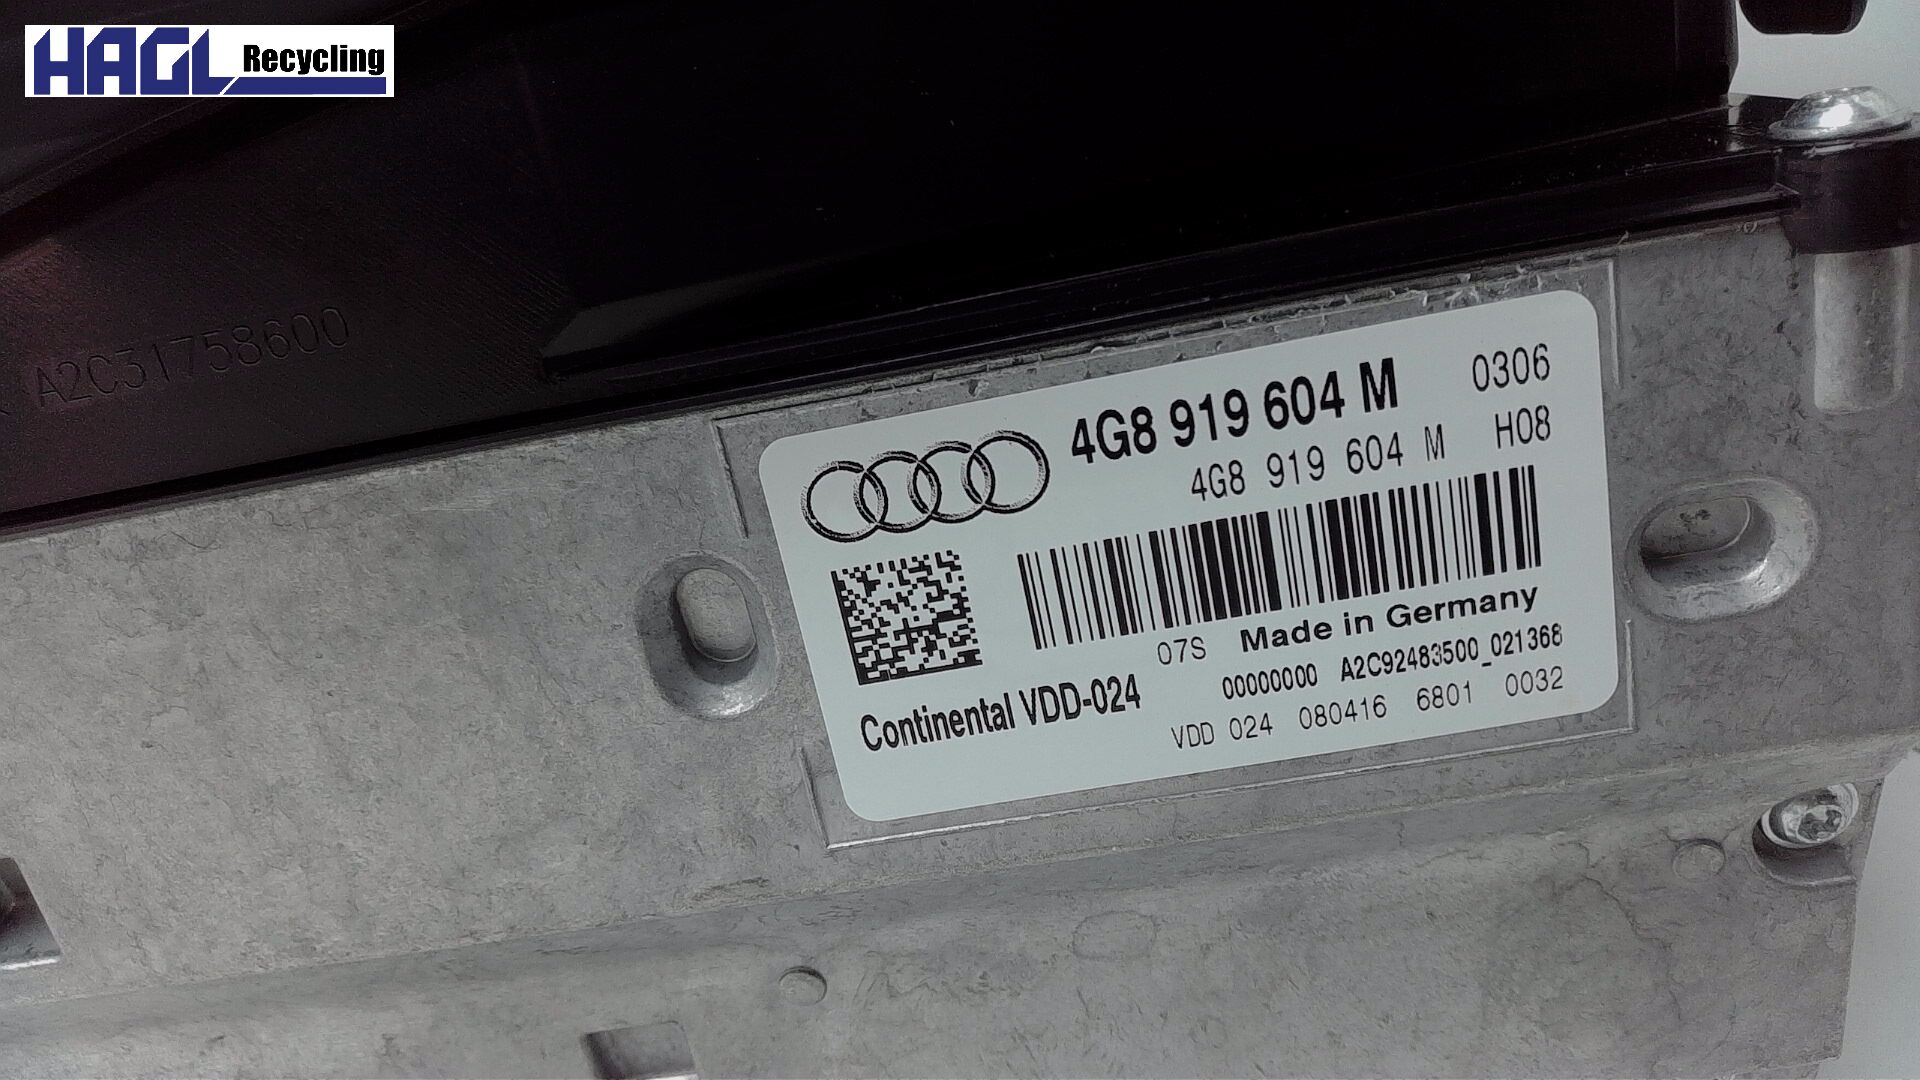 HAGL Recycling
A2C31758600
4G8 919 604 M 0306
4G8 919 604 M H08
07S Made in Germany
Continental VDD-024 00000000 A2C92483500_021368
VDD 024 080416 6801 0032